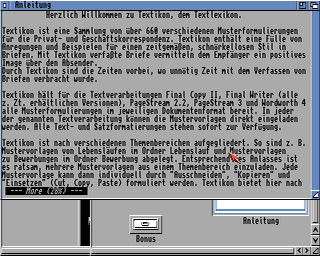 Anleitung
Herzlich Willkommen zu Textikon, dem Textlexikon.
Textikon ist eine Sammlung von über 660 verschiedenen Musterformulierungen
für die Privat- und Geschäftskorrespondenz. Textikon enthält eine Fülle von
Anregungen und Beispielen für einen zeitgemäßen, schnörkellosen Stil in
Briefen. Mit Textikon verfaßte Briefe vermitteln dem Empfänger ein positives
Image über den Absender.
Durch Textikon sind die Zeiten vorbei, wo unnötig Zeit mit dem Verfassen von
Briefen verbracht wurde.
Textikon hält für die Textverarbeitungen Final Copy II, Final Writer (alle
z. Zt. erhältlichen Versionen), PageStream 2.2, PageStream 3 und Wordworth 4
alle Musterformulierungen im jeweiligen Dokumentenformat bereit. In jeder
der genannten Textverarbeitung können die Mustervorlagen direkt eingeladen
werden. Alle Text- und Satzformatierungen stehen sofort zur Verfügung.
Textikon ist nach verschiedenen Themenbereichen aufgegliedert. So sind z. B.
Mustervorlagen von Lebensläufen im Ordner Lebenslauf und Mustervorlagen
zu Bewerbungen im Ordner Bewerbung abgelegt. Entsprechend des Anlasses ist
es ratsam, mehrere Mustervorlagen aus einem Themenbereich einzuladen. Jede
Mustervorlage kann dann individuell durch "Ausschneiden", "Kopieren" und
"Einsetzen" (Cut, Copy, Paste) formuliert werden. Textikon bietet hier nach
-- More (28%) --
Anleitung
Bonus